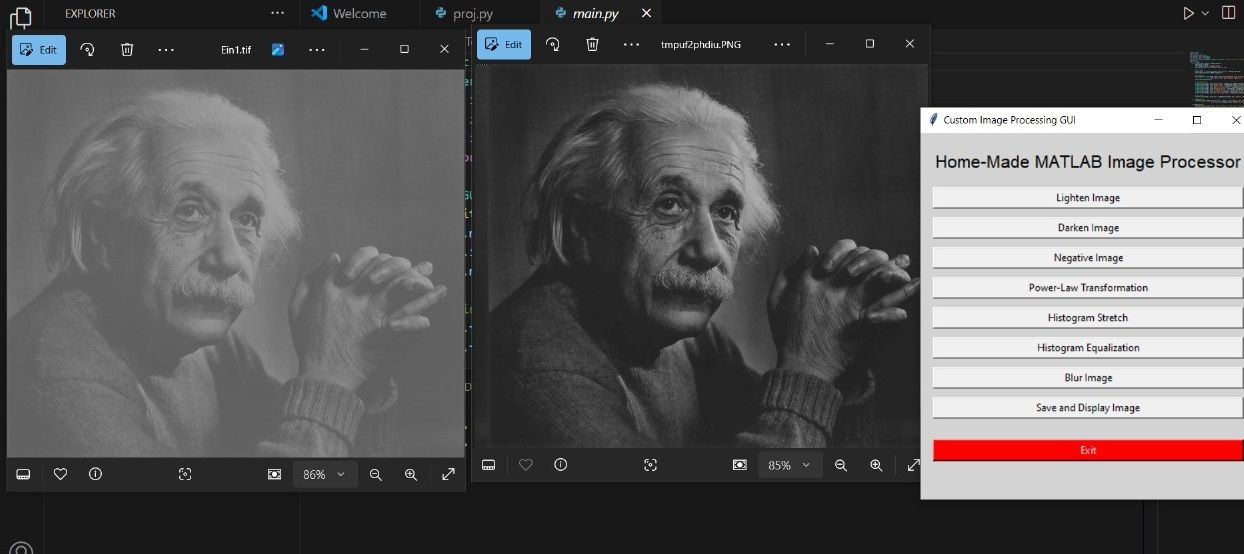 EXPLORER
Welcome
proj.py
main.py
Edit
Ein1.tif
Edit
tmpuf2phdiu.PNG
86%
85%
Custom Image Processing GUI
Home-Made MATLAB Image Processor
Lighten Image
Darken Image
Negative Image
Power-Law Transformation
Histogram Stretch
Histogram Equalization
Blur Image
Save and Display Image
Exit